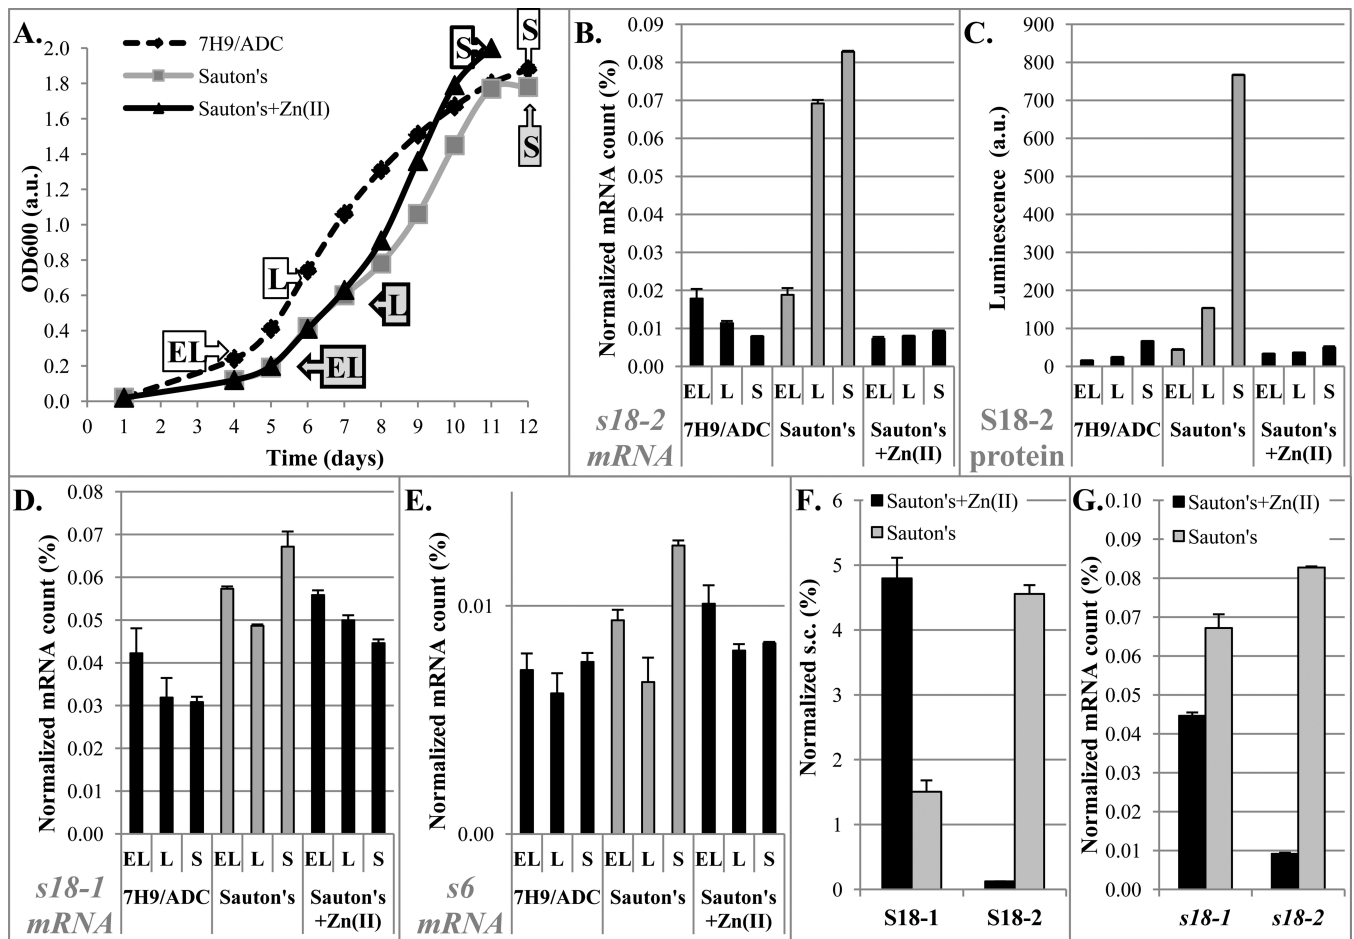 A.
7H9/ADC
Sauton's
Sauton's+Zn(II)
OD600 (a.u.)
2.0
1.8
1.6
1.4
1.2
1.0
0.8
0.6
0.4
0.2
0.0
EL
L
S
S
S
L
EL
0 1 2 3 4 5 6 7 8 9 10 11 12
Time (days)
B.
Normalized mRNA count (%)
0.09
0.08
0.07
0.06
0.05
0.04
0.03
0.02
0.01
0.00
EL L S EL L S EL L S
7H9/ADC Sauton's Sauton's
+Zn(II)
s18-2
mRNA
C.
Luminescence (a.u.)
900
800
700
600
500
400
300
200
100
0
EL L S EL L S EL L S
7H9/ADC Sauton's Sauton's
+Zn(II)
S18-2
protein
D.
Normalized mRNA count (%)
0.08
0.07
0.06
0.05
0.04
0.03
0.02
0.01
0.00
EL L S EL L S EL L S
7H9/ADC Sauton's Sauton's
+Zn(II)
s18-1
mRNA
E.
Normalized mRNA count (%)
0.01
0.00
EL L S EL L S EL L S
7H9/ADC Sauton's Sauton's
+Zn(II)
s6
mRNA
F.
Sauton's+Zn(II)
Sauton's
Normalized s.c. (%)
6
5
4
3
2
1
0
S18-1 S18-2
G.
Sauton's+Zn(II)
Sauton's
Normalized mRNA count (%)
0.10
0.09
0.08
0.07
0.06
0.05
0.04
0.03
0.02
0.01
0.00
s18-1 s18-2